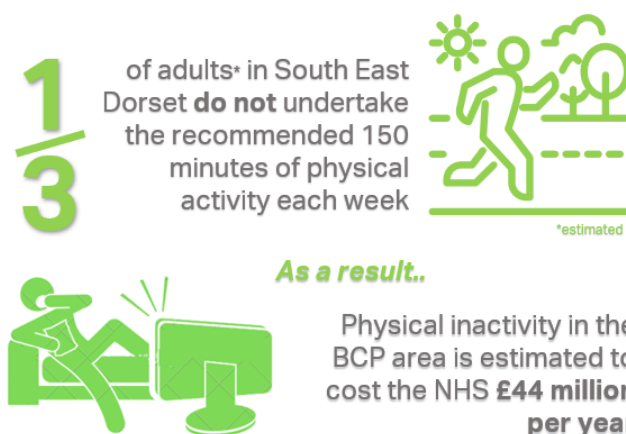 1
3
of adults* in South East
Dorset do not undertake
the recommended 150
minutes of physical
activity each week
*estimated
As a result..
Physical inactivity in the
BCP area is estimated to
cost the NHS £44 million
per year